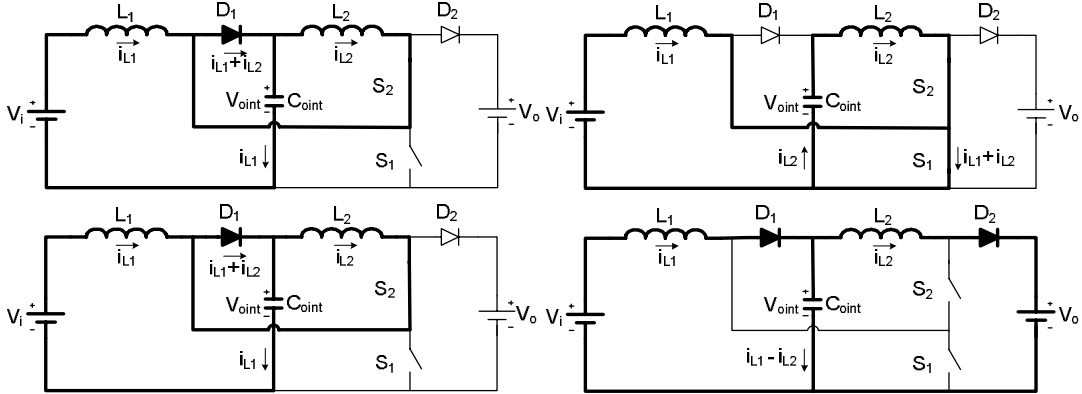 L1 D1 L2 D2
iL1 iL1+iL2 iL2
S2
Vi + - Voint + - Coint + - Vo
iL1 S1
L1 D1 L2 D2
iL1 iL2
S2
Vi + - Voint + - Coint + - Vo
iL2 S1 iL1+iL2
L1 D1 L2 D2
iL1 iL1+iL2 iL2
S2
Vi + - Voint + - Coint + - Vo
iL1 S1
L1 D1 L2 D2
iL1 iL2
S2
Vi + - Voint + - Coint + - Vo
iL1-iL2 S1